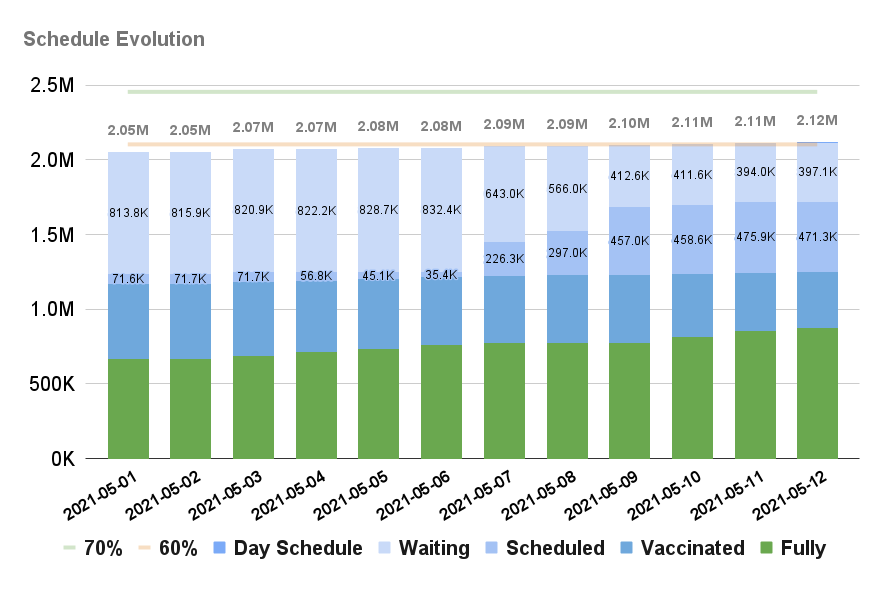 Schedule Evolution
2.5M
2.05M 2.05M 2.07M 2.07M 2.08M 2.08M 2.09M 2.09M 2.10M 2.11M 2.11M 2.12M
2.0M
813.8K 815.9K 820.9K 822.2K 828.7K 832.4K 643.0K 566.0K 412.6K 411.6K 394.0K 397.1K
1.5M
71.6K 71.7K 71.7K 56.8K 45.1K 35.4K 226.3K 297.0K 457.0K 458.6K 475.9K 471.3K
1.0M
500K
0K
2021-05-01 2021-05-02 2021-05-03 2021-05-04 2021-05-05 2021-05-06 2021-05-07 2021-05-08 2021-05-09 2021-05-10 2021-05-11 2021-05-12
70% 60% Day Schedule Waiting Scheduled Vaccinated Fully